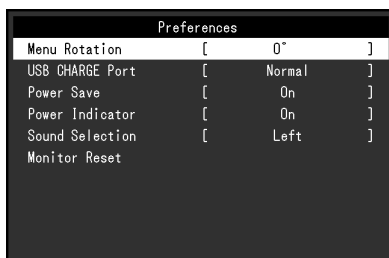 Preferences
Menu Rotation [ 0° ]
USB CHARGE Port [ Normal ]
Power Save [ On ]
Power Indicator [ On ]
Sound Selection [ Left ]
Monitor Reset